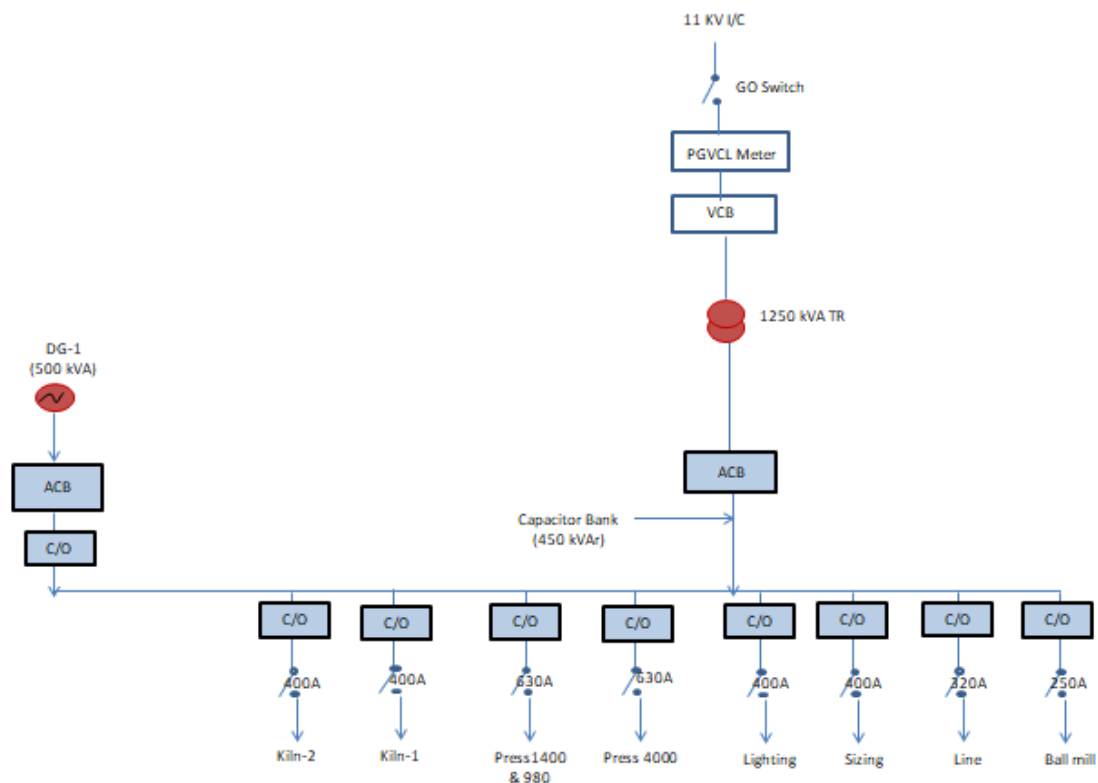 11 KV I/C
GO Switch
PGVCL Meter
VCB
1250 kVA TR
DG-1
(500 kVA)
ACB
ACB
Capacitor Bank
(450 kVAr)
C/O
C/O
C/O
C/O
C/O
C/O
C/O
C/O
C/O
400A
400A
630A
630A
400A
400A
320A
250A
Kiln-2
Kiln-1
Press1400
& 980
Press 4000
Lighting
Sizing
Line
Ball mill